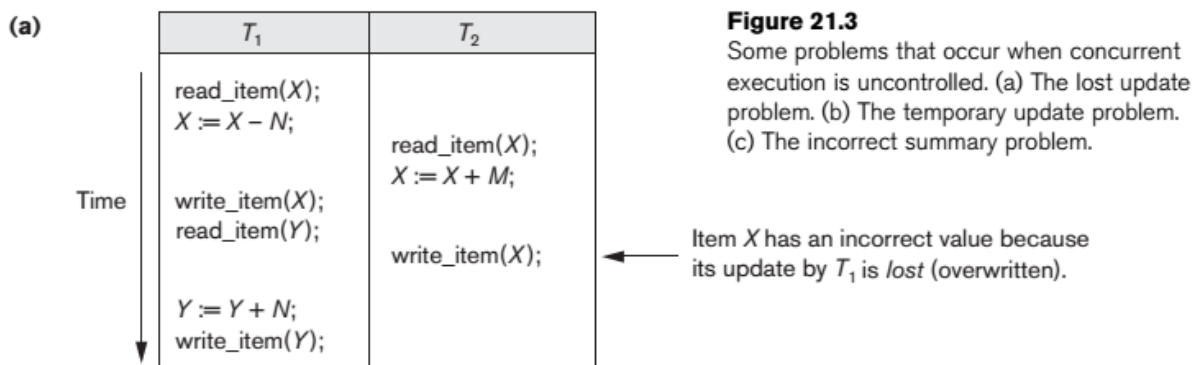 (a)
T1 T2
read_item(X);
X := X – N;
read_item(X);
X := X + M;
Time
write_item(X);
read_item(Y);
write_item(X);
Y := Y + N;
write_item(Y);
Figure 21.3
Some problems that occur when concurrent
execution is uncontrolled. (a) The lost update
problem. (b) The temporary update problem.
(c) The incorrect summary problem.
Item X has an incorrect value because
its update by T1 is lost (overwritten).